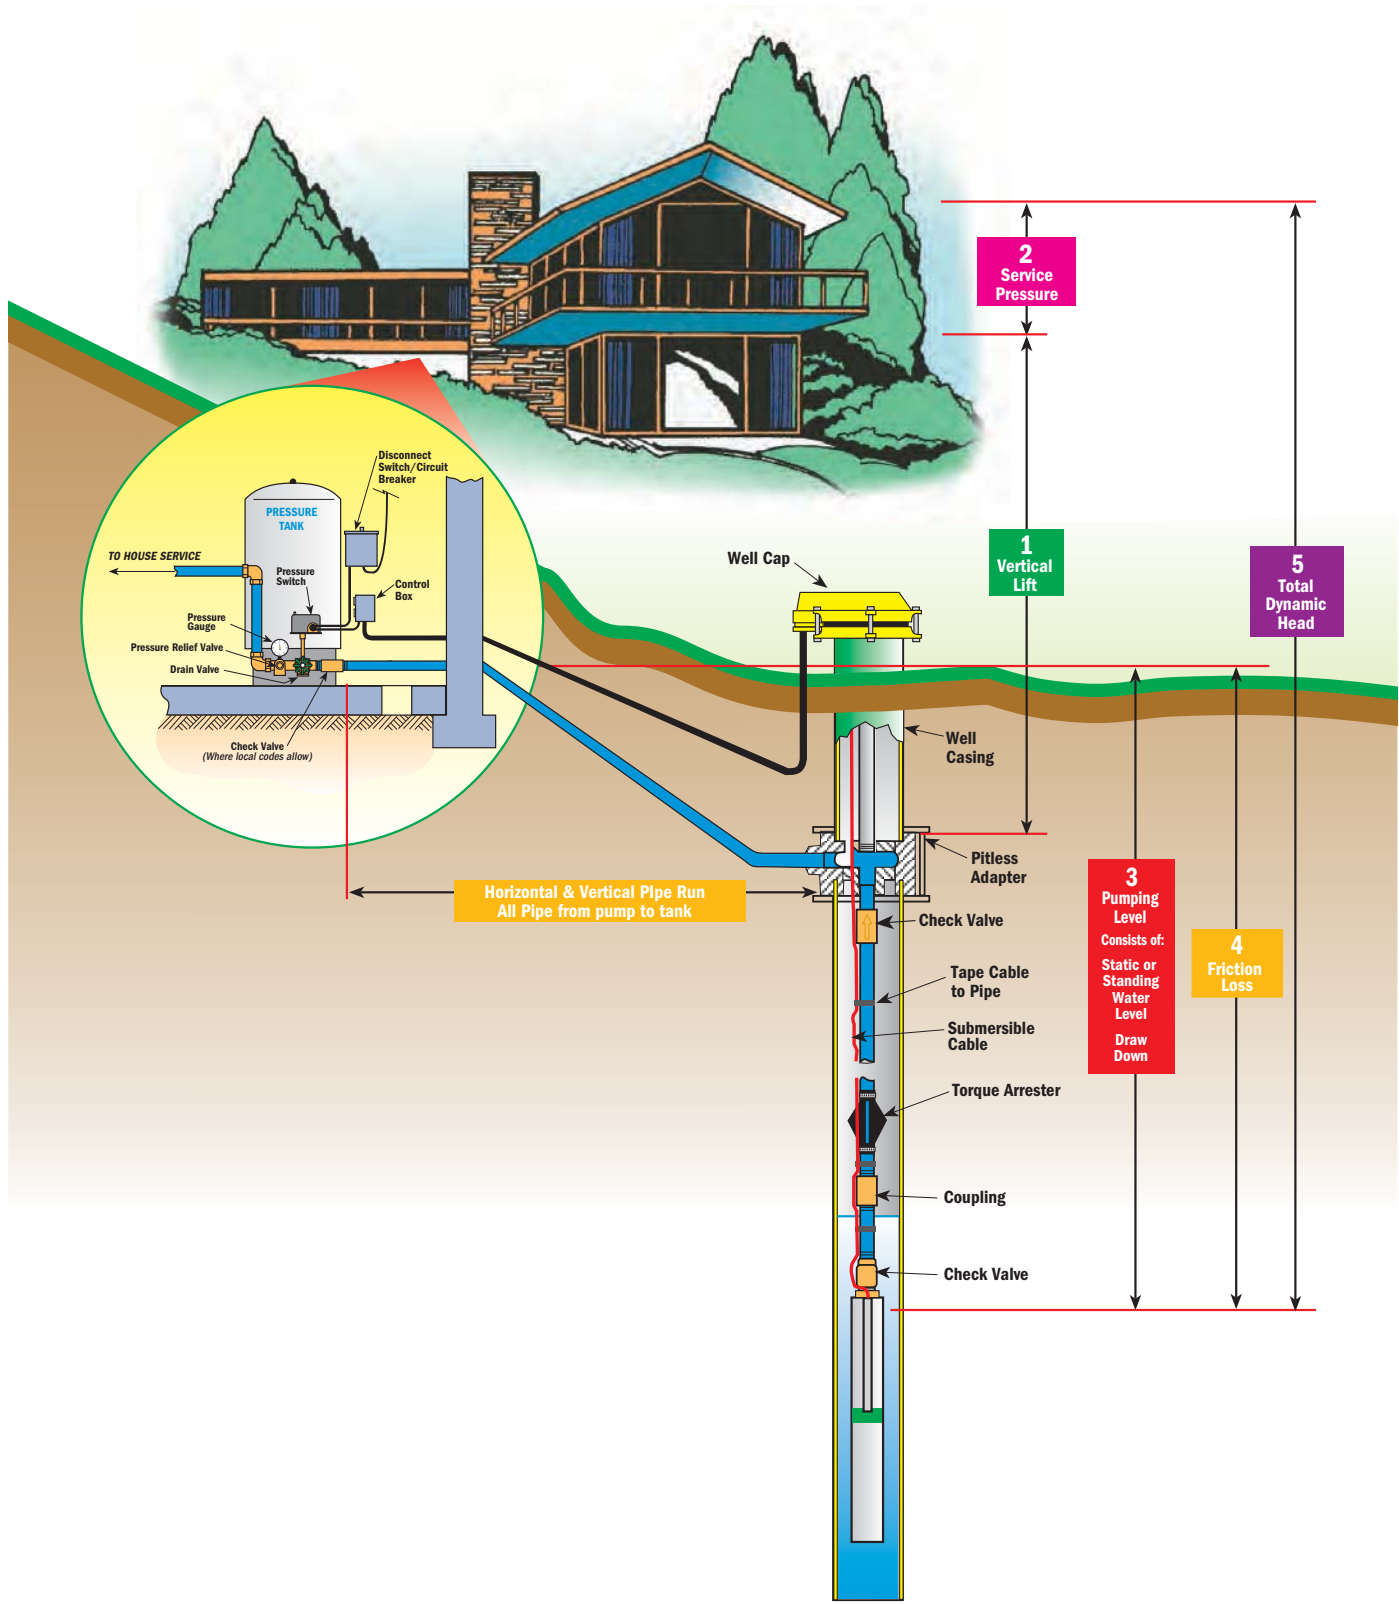 2
Service
Pressure
1
Vertical
Lift
5
Total
Dynamic
Head
Disconnect
Switch/Circuit
Breaker
PRESSURE
TANK
TO HOUSE SERVICE
Pressure
Switch
Control
Box
Pressure
Gauge
Pressure Relief Valve
Drain Valve
Check Valve
(Where local codes allow)
Well Cap
Well
Casing
Pitless
Adapter
Horizontal & Vertical PIpe Run
All Pipe from pump to tank
Check Valve
Tape Cable
to Pipe
Submersible
Cable
Torque Arrester
Coupling
Check Valve
3
Pumping
Level
Consists of:
Static or
Standing
Water
Level
Draw
Down
4
Friction
Loss